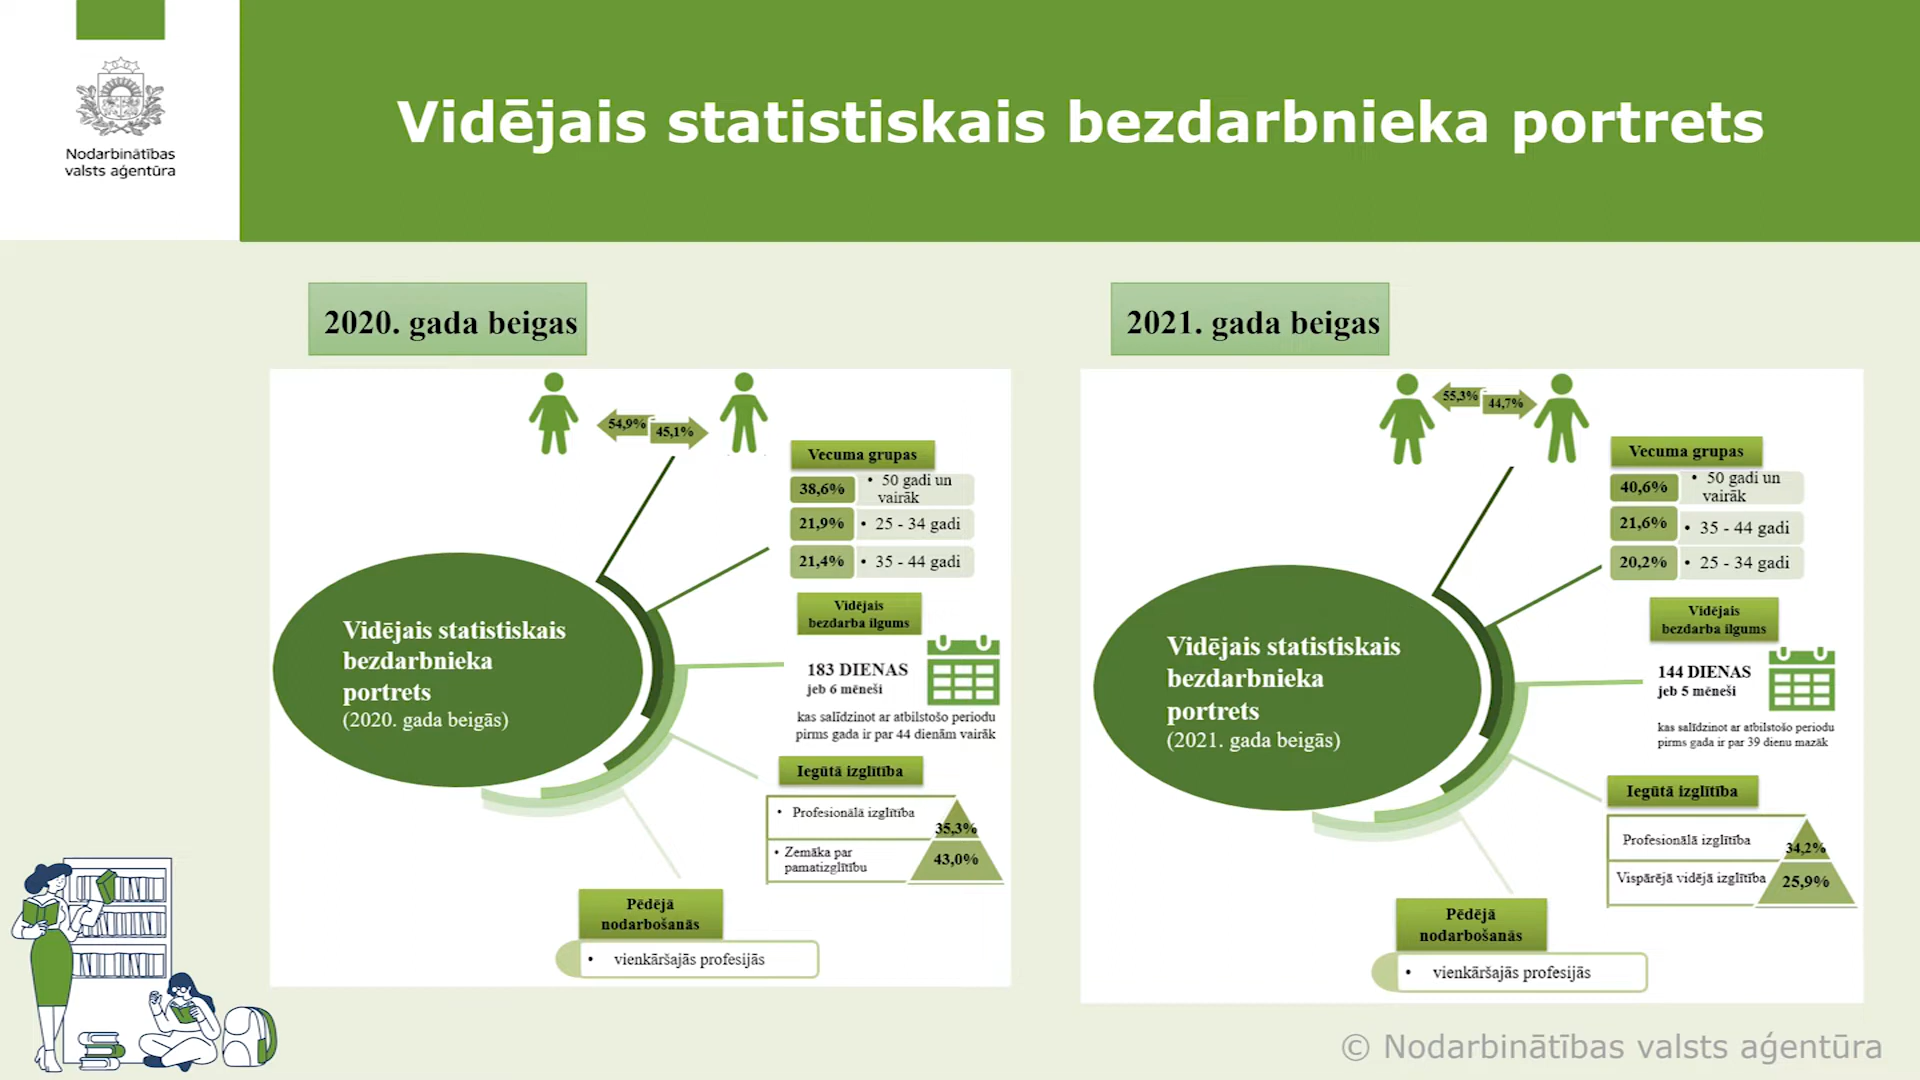 Nodarbinātības
valsts aģentūra
Vidējais statistiskais bezdarbnieka portrets
2020. gada beigas
54,9%
45,1%
Vecuma grupas
38,6%
• 50 gadi un
vairāk
21,9%
• 25 - 34 gadi
21,4%
• 35 - 44 gadi
Vidējais statistiskais
bezdarbnieka
portrets
(2020. gada beigās)
Vidējais
bezdarba ilgums
183 DIENAS
jeb 6 mēneši
kas salīdzinot ar atbilstošo periodu
pirms gada ir par 44 dienām vairāk
Iegūtā izglītība
• Profesionālā izglītība
35,3%
• Zemāka par
pamatizglītību
43,0%
Pēdējā
nodarbošanās
• vienkāršajās profesijās
2021. gada beigas
55,3%
44,7%
Vecuma grupas
40,6%
• 50 gadi un
vairāk
21,6%
• 35 - 44 gadi
20,2%
• 25 - 34 gadi
Vidējais statistiskais
bezdarbnieka
portrets
(2021. gada beigās)
Vidējais
bezdarba ilgums
144 DIENAS
jeb 5 mēneši
kas salīdzinot ar atbilstošo periodu
pirms gada ir par 39 dienu mazāk
Iegūtā izglītība
Profesionālā izglītība
34,2%
Vispārējā vidējā izglītība
25,9%
Pēdējā
nodarbošanās
• vienkāršajās profesijās
© Nodarbinātības valsts aģentūra